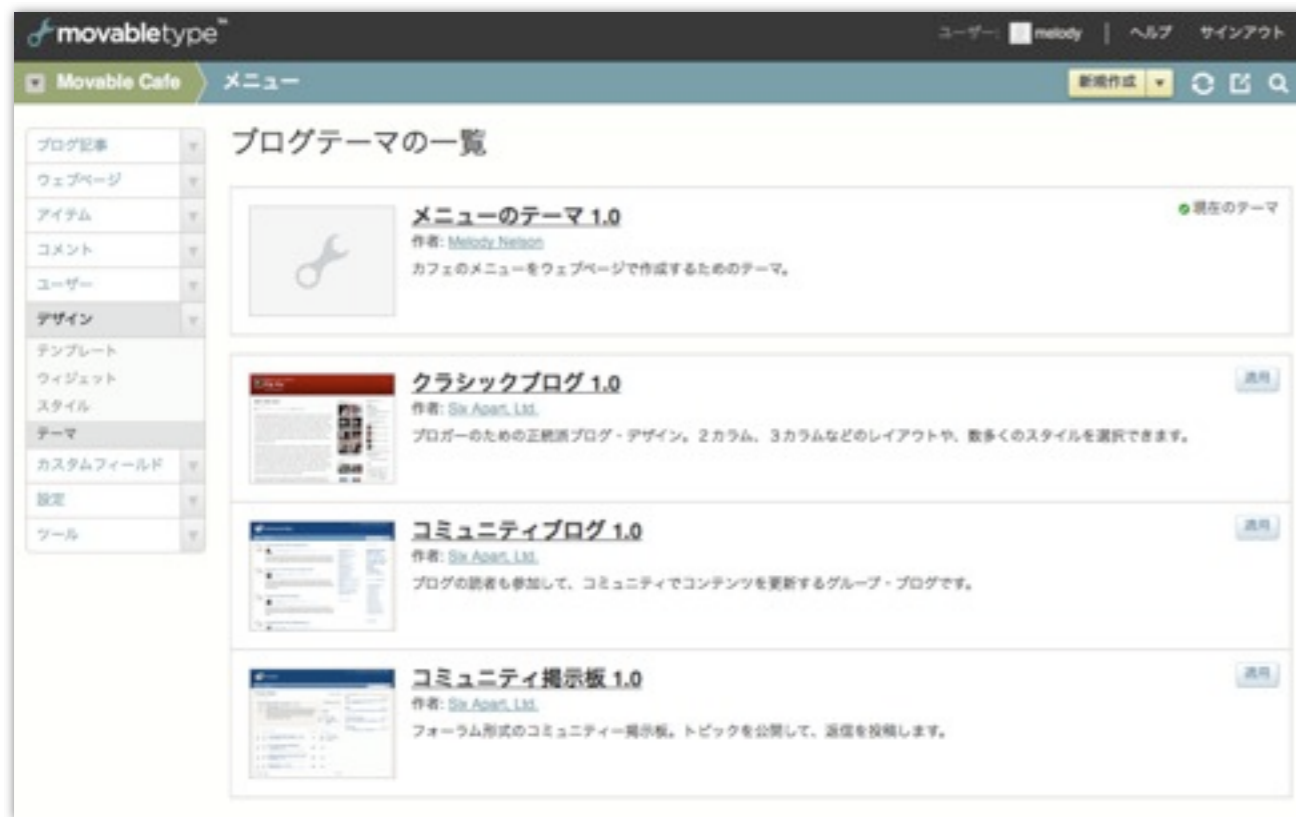 movabletype™
ユーザー: melody | ヘルプ サインアウト
Movable Cafe メニュー 新規作成
ブログ記事
ウェブページ
アイテム
コメント
ユーザー
デザイン
テンプレート
ウィジェット
スタイル
テーマ
カスタムフィールド
設定
ツール
ブログテーマの一覧
メニューのテーマ 1.0
現在のテーマ
作者: Melody Nelson
カフェのメニューをウェブページで作成するためのテーマ。
クラシックブログ 1.0
適用
作者: Six Apart, Ltd.
ブロガーのための正統派ブログ・デザイン。2カラム、3カラムなどのレイアウトや、数多くのスタイルを選択できます。
コミュニティブログ 1.0
適用
作者: Six Apart, Ltd.
ブログの読者も参加して、コミュニティでコンテンツを更新するグループ・ブログです。
コミュニティ掲示板 1.0
適用
作者: Six Apart, Ltd.
フォーラム形式のコミュニティー掲示板。トピックを公開して、返信を投稿します。